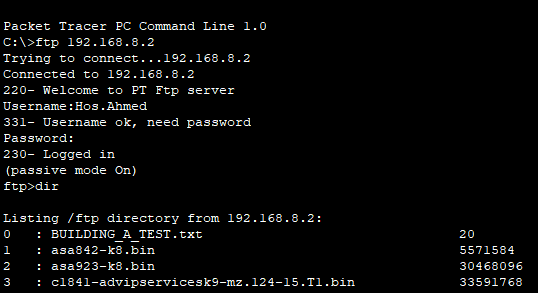 Packet Tracer PC Command Line 1.0
C:\>ftp 192.168.8.2
Trying to connect...192.168.8.2
Connected to 192.168.8.2
220- Welcome to PT Ftp server
Username:Hos.Ahmed
331- Username ok, need password
Password:
230- Logged in
(passive mode On)
ftp>dir
Listing /ftp directory from 192.168.8.2:
0 : BUILDING_A_TEST.txt 20
1 : asa842-k8.bin 5571584
2 : asa923-k8.bin 30468096
3 : c1841-advipservicesk9-mz.124-15.T1.bin 33591768